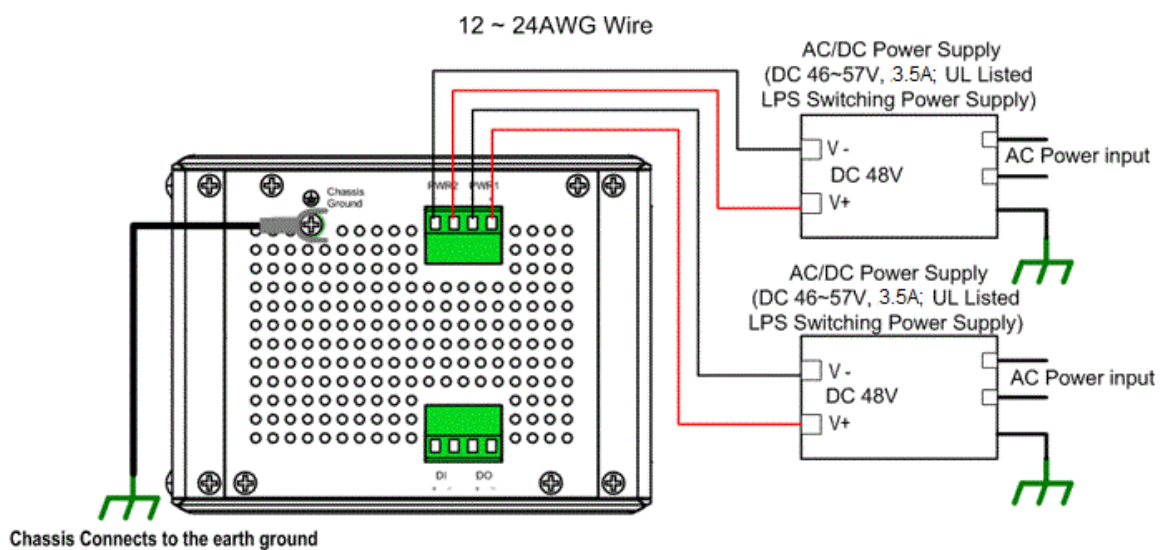 12 ~ 24AWG Wire
AC/DC Power Supply
(DC 46~57V, 3.5A; UL Listed
LPS Switching Power Supply)
V -
DC 48V
V+
AC Power input
Chassis
Ground
PWR2 PWR1
AC/DC Power Supply
(DC 46~57V, 3.5A; UL Listed
LPS Switching Power Supply)
V -
DC 48V
V+
AC Power input
DI DO
Chassis Connects to the earth ground